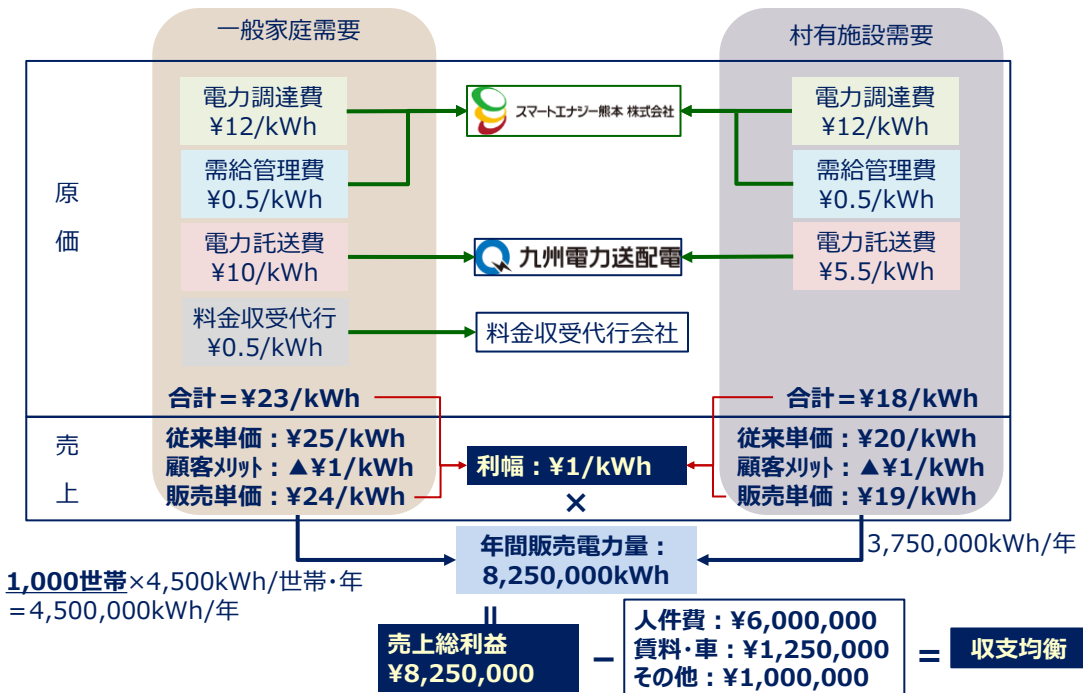 一般家庭需要
村有施設需要
原
価
電力調達費
¥12/kWh
需給管理費
¥0.5/kWh
電力託送費
¥10/kWh
料金収受代行
¥0.5/kWh
合計=¥23/kWh
スマートエナジー熊本 株式会社
九州電力送配電
料金収受代行会社
電力調達費
¥12/kWh
需給管理費
¥0.5/kWh
電力託送費
¥5.5/kWh
合計=¥18/kWh
売
上
従来単価:¥25/kWh
顧客メリット:▲¥1/kWh
販売単価:¥24/kWh
利幅:¥1/kWh
×
従来単価:¥20/kWh
顧客メリット:▲¥1/kWh
販売単価:¥19/kWh
年間販売電力量:
8,250,000kWh
3,750,000kWh/年
1,000世帯×4,500kWh/世帯・年
=4,500,000kWh/年
=
売上総利益
¥8,250,000
−
人件費:¥6,000,000
賃料・車:¥1,250,000
その他:¥1,000,000
=
収支均衡